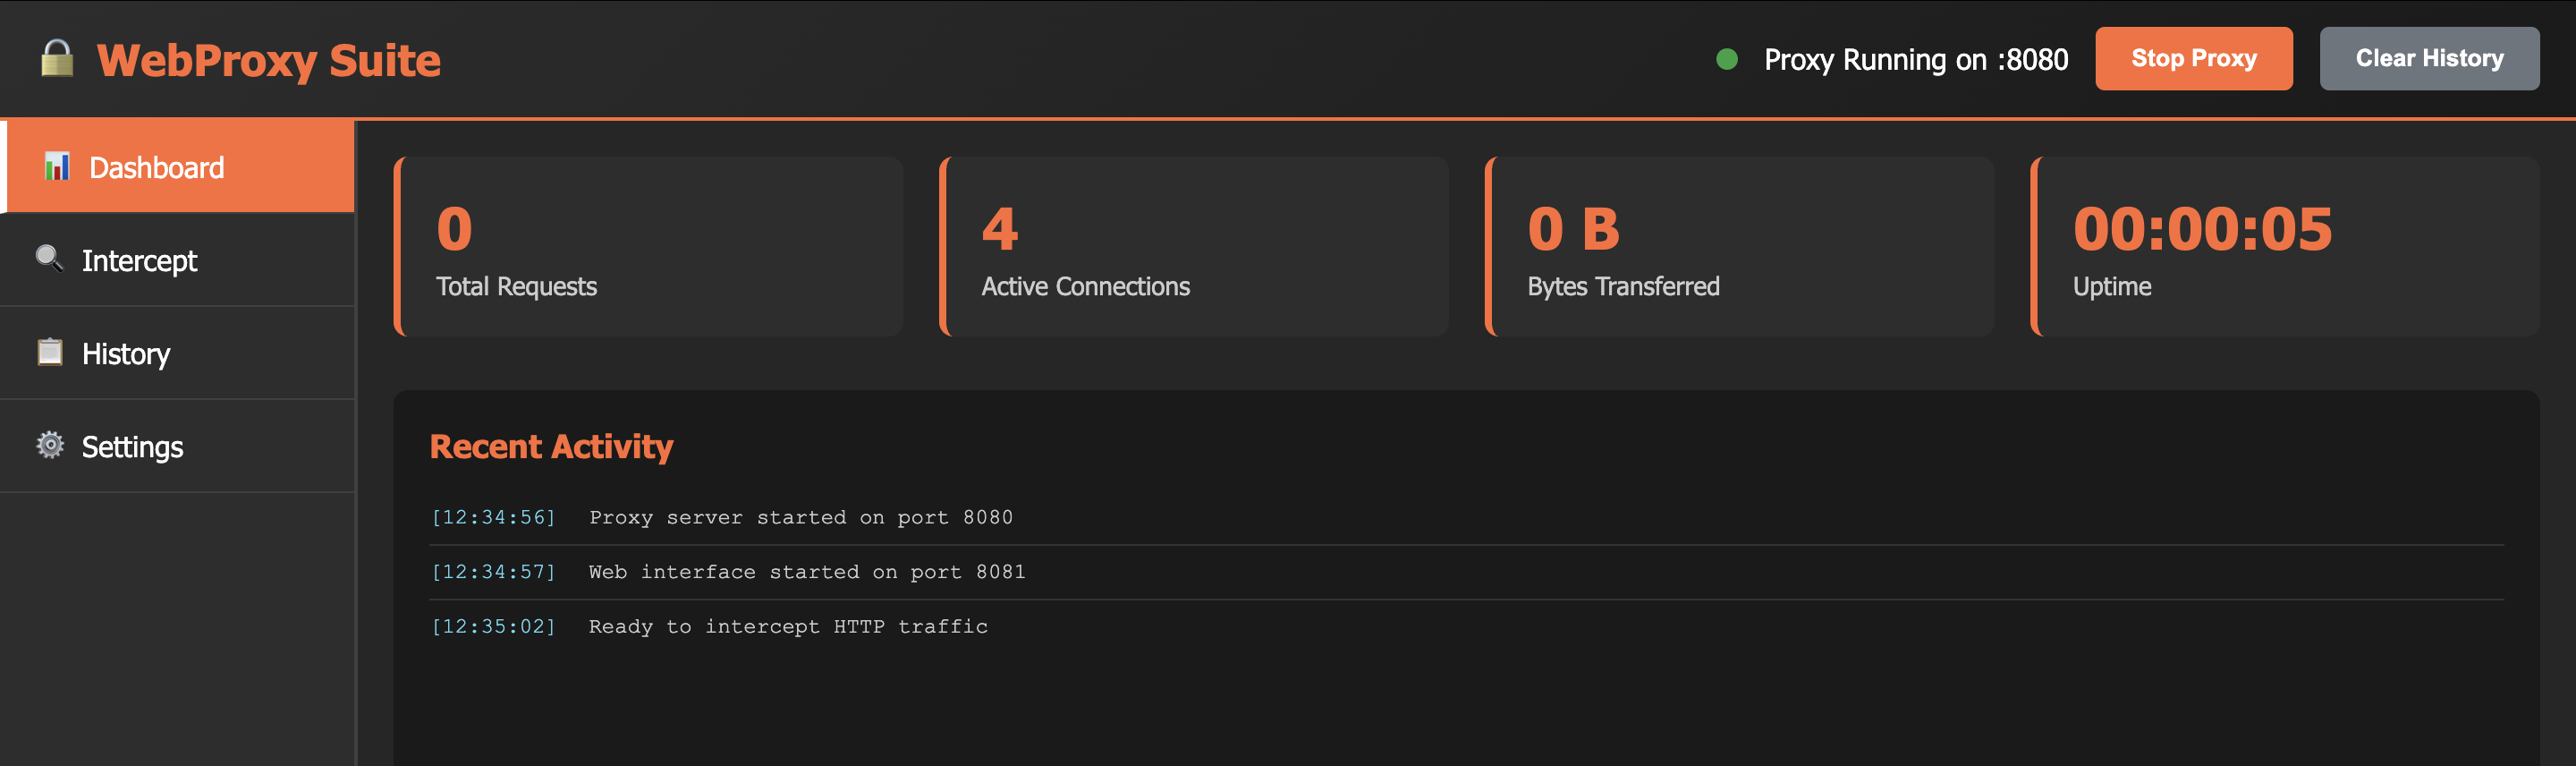 WebProxy Suite
Proxy Running on :8080
Stop Proxy
Clear History
Dashboard
Intercept
History
Settings
0
Total Requests
4
Active Connections
0 B
Bytes Transferred
00:00:05
Uptime
Recent Activity
[12:34:56] Proxy server started on port 8080
[12:34:57] Web interface started on port 8081
[12:35:02] Ready to intercept HTTP traffic